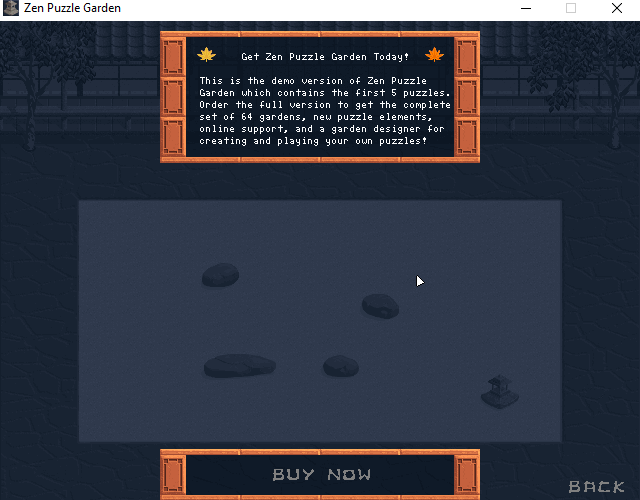 Zen Puzzle Garden
Get Zen Puzzle Garden Today!
This is the demo version of Zen Puzzle
Garden which contains the first 5 puzzles.
Order the full version to get the complete
set of 64 gardens, new puzzle elements,
online support, and a garden designer for
creating and playing your own puzzles!
BUY NOW
BACK